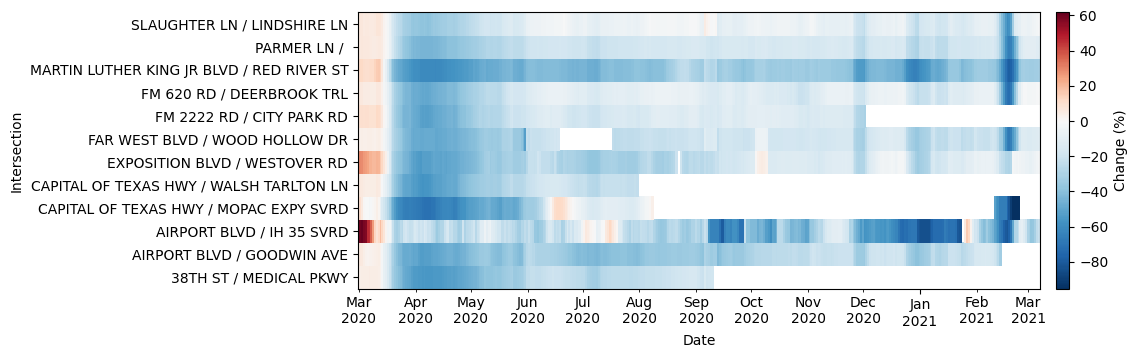 Intersection
SLAUGHTER LN / LINDSHIRE LN
PARMER LN /
MARTIN LUTHER KING JR BLVD / RED RIVER ST
FM 620 RD / DEERBROOK TRL
FM 2222 RD / CITY PARK RD
FAR WEST BLVD / WOOD HOLLOW DR
EXPOSITION BLVD / WESTOVER RD
CAPITAL OF TEXAS HWY / WALSH TARLTON LN
CAPITAL OF TEXAS HWY / MOPAC EXPY SVRD
AIRPORT BLVD / IH 35 SVRD
AIRPORT BLVD / GOODWIN AVE
38TH ST / MEDICAL PKWY
Mar Apr May Jun Jul Aug Sep Oct Nov Dec Jan Feb Mar
2020 2020 2020 2020 2020 2020 2020 2020 2020 2020 2021 2021 2021
Date
60
40
20
0
−20
−40
−60
−80
Change (%)